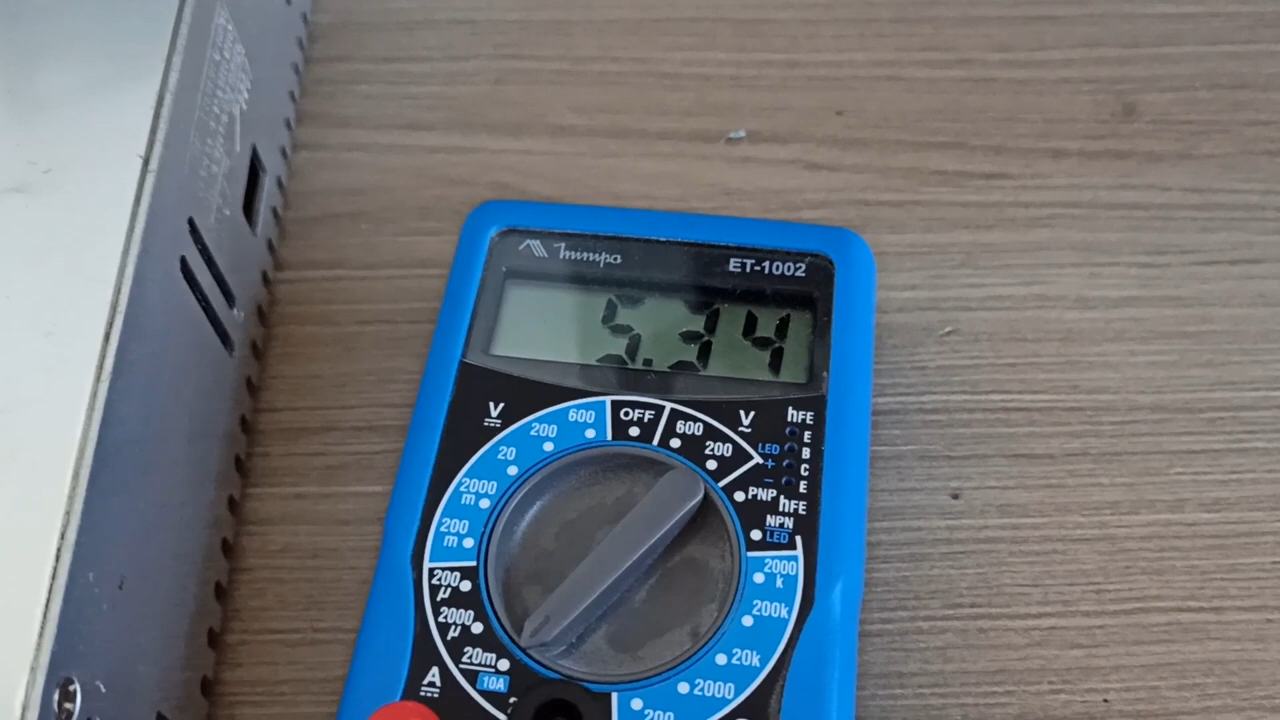 minipa ET-1002
5.34
V OFF V hFE
600 600 E
200 200 LED B
20 + C
2000 m - E
200 m PNP hFE
NPN
LED
200 µ 2000 k
2000 µ 200k
20m 20k
A 10A 2000
200